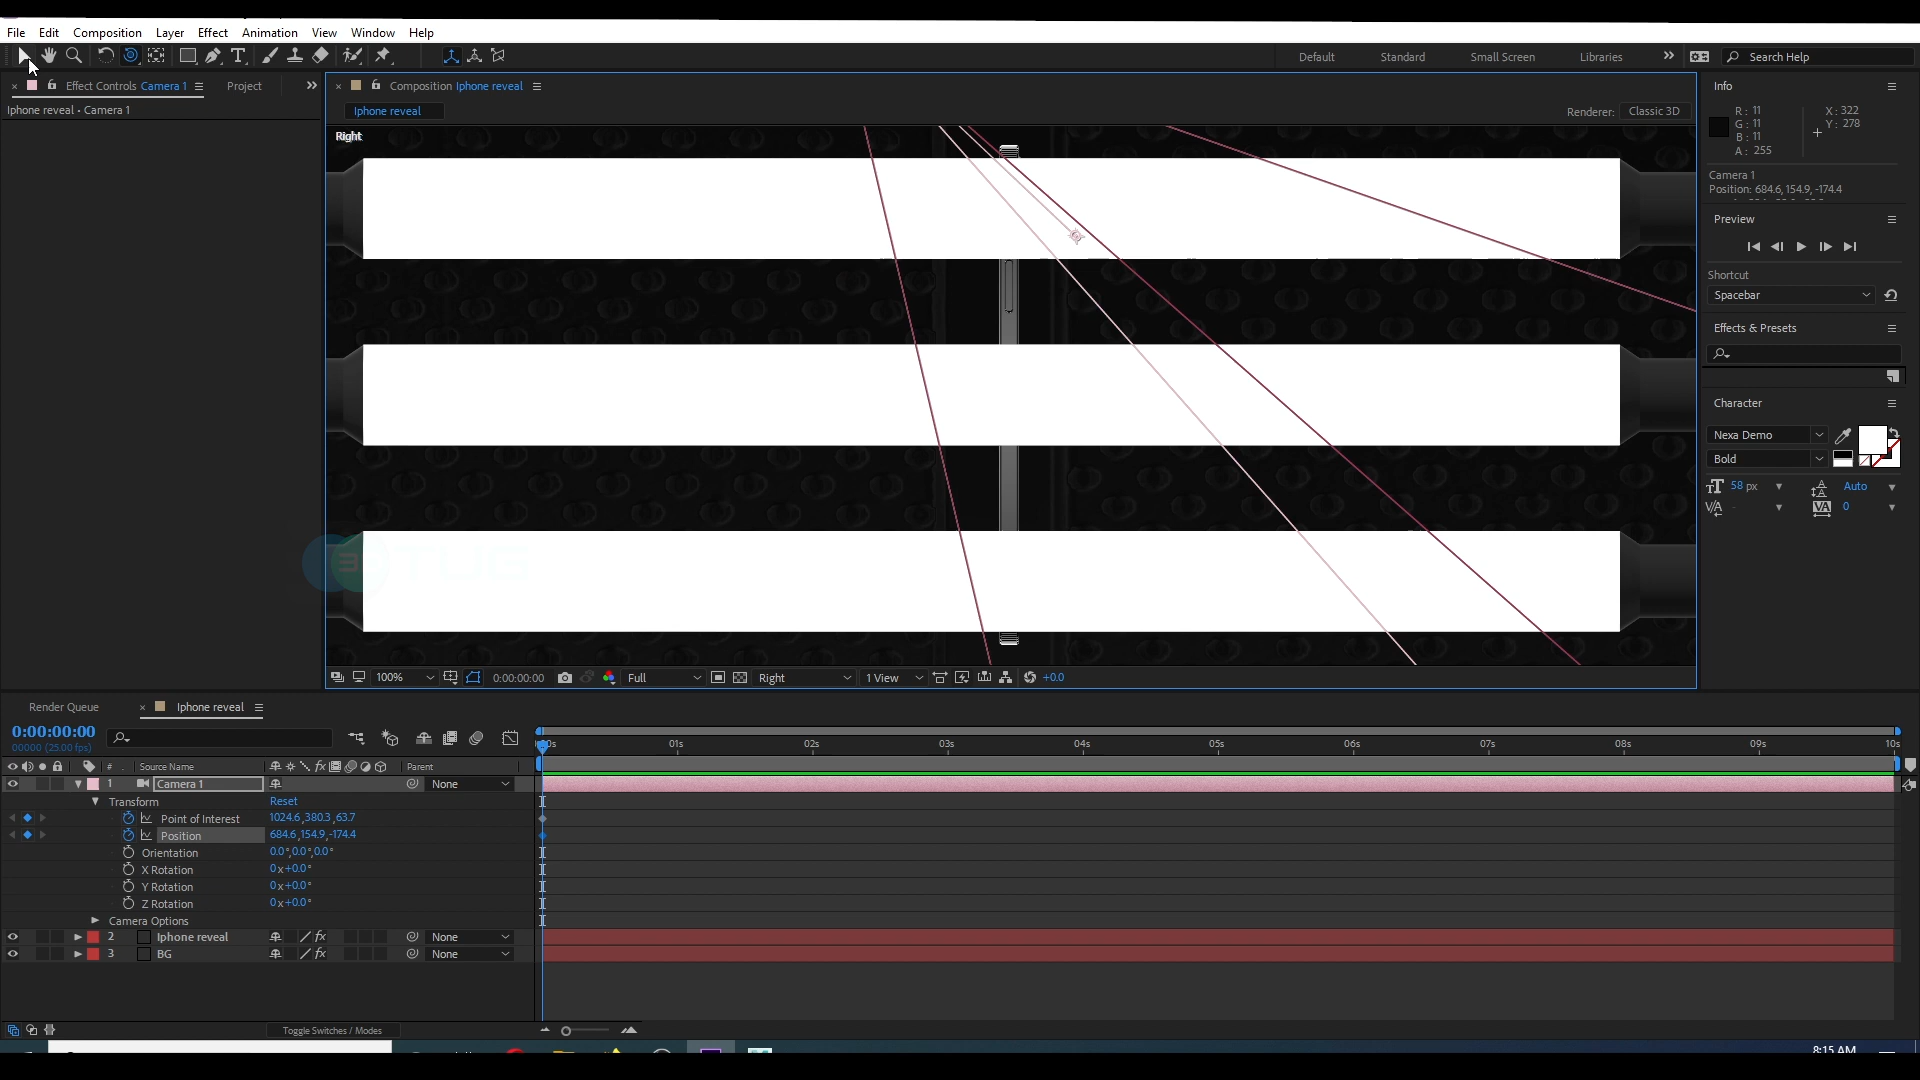 File Edit Composition Layer Effect Animation View Window Help
Default Standard Small Screen Libraries Search Help
Effect Controls Camera 1 Project
Iphone reveal • Camera 1
Composition Iphone reveal
Iphone reveal
Renderer: Classic 3D
Right
Info
R: 11
G: 11
B: 11
A: 255
X: 322
Y: 278
Camera 1
Position: 684.6, 154.9, -174.4
Preview
Shortcut
Spacebar
Effects & Presets
Character
Nexa Demo
Bold
58 px Auto
0
100% 0:00:00:00 Full Right 1 View +0.0
Render Queue Iphone reveal
0:00:00:00
00000 (25.00 fps)
01s 02s 03s 04s 05s 06s 07s 08s 09s 10s
# Source Name Parent
1 Camera 1 None
Transform Reset
Point of Interest 1024.6, 380.3, 63.7
Position 684.6, 154.9, -174.4
Orientation 0.0°, 0.0°, 0.0°
X Rotation 0x+0.0°
Y Rotation 0x+0.0°
Z Rotation 0x+0.0°
Camera Options
2 Iphone reveal None
3 BG None
Toggle Switches / Modes
8:15 AM